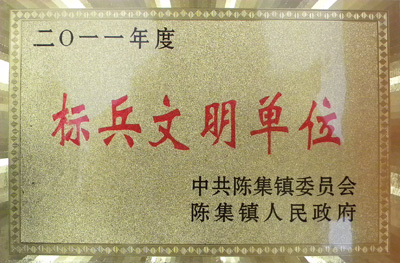 二〇一一年度
标兵文明单位
中共陈集镇委员会
陈集镇人民政府